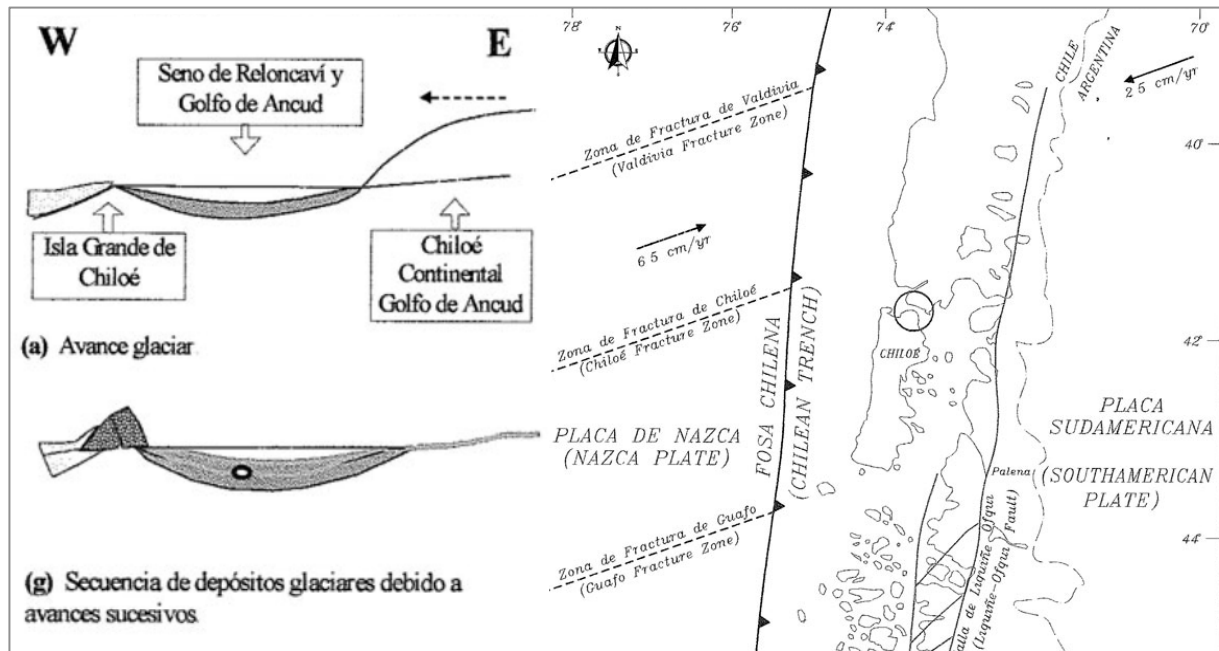 W
E
Seno de Reloncaví y
Golfo de Ancud
Isla Grande de
Chiloé
Chiloé
Continental
Golfo de Ancud
(a) Avance glaciar
(g) Secuencia de depósitos glaciares debido a
avances sucesivos
78°
74°
70°
N
CHILE
ARGENTINA
2 5 cm/yr
Zona de Fractura de Valdivia
(Valdivia Fracture Zone)
40°
6 5 cm/yr
Zona de Fractura de Chiloé
(Chiloé Fracture Zone)
42°
CHILOÉ
FOSA CHILENA
(CHILEAN TRENCH)
PLACA DE NAZCA
(NAZCA PLATE)
PLACA
SUDAMERICANA
(SOUTHAMERICAN
PLATE)
Palena
Zona de Fractura de Guafo
(Guafo Fracture Zone)
44°
alla de Liquiñe Ofqui
(Liquiñe-Ofqui Fault)